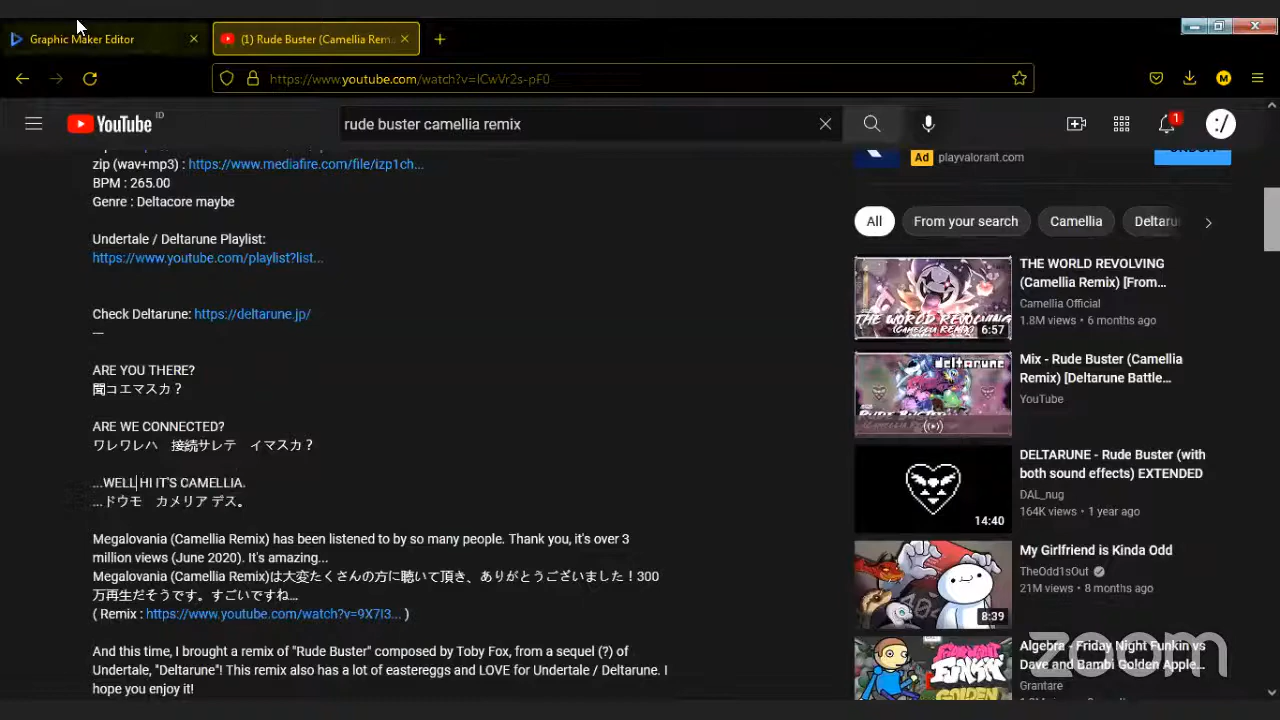 Graphic Maker Editor
(1) Rude Buster (Camellia Rem
https://www.youtube.com/watch?v=lCwVr2s-pF0
M
YouTube ID
rude buster camellia remix
1
:/
zip (wav+mp3) : https://www.mediafire.com/file/izp1ch...
BPM : 265.00
Genre : Deltacore maybe
Undertale / Deltarune Playlist:
https://www.youtube.com/playlist?list...
Check Deltarune: https://deltarune.jp/
—
ARE YOU THERE?
聞コエマスカ？
ARE WE CONNECTED?
ワレワレハ　接続サレテ　イマスカ？
...WELL HI IT'S CAMELLIA.
...ドウモ　カメリア デス。
Megalovania (Camellia Remix) has been listened to by so many people. Thank you, it's over 3
million views (June 2020). It's amazing...
Megalovania (Camellia Remix)は大変たくさんの方に聴いて頂き、ありがとうございました！300
万再生だそうです。すごいですね...
( Remix : https://www.youtube.com/watch?v=9X7I3... )
And this time, I brought a remix of "Rude Buster" composed by Toby Fox, from a sequel (?) of
Undertale, "Deltarune"! This remix also has a lot of eastereggs and LOVE for Undertale / Deltarune. I
hope you enjoy it!
Ad playvalorant.com
All From your search Camellia Deltaru
THE WORLD REVOLVING
(CAMELLIA REMIX)
6:57
THE WORLD REVOLVING
(Camellia Remix) [From...
Camellia Official
1.8M views • 6 months ago
deltarune
RUDE BUSTER
Mix - Rude Buster (Camellia
Remix) [Deltarune Battle...
YouTube
14:40
DELTARUNE - Rude Buster (with
both sound effects) EXTENDED
DAL_nug
164K views • 1 year ago
8:39
My Girlfriend is Kinda Odd
TheOdd1sOut
21M views • 8 months ago
FRIDAY NIGHT FUNKIN
GOLDEN
Algebra - Friday Night Funkin vs
Dave and Bambi Golden Apple...
Grantare
zoom